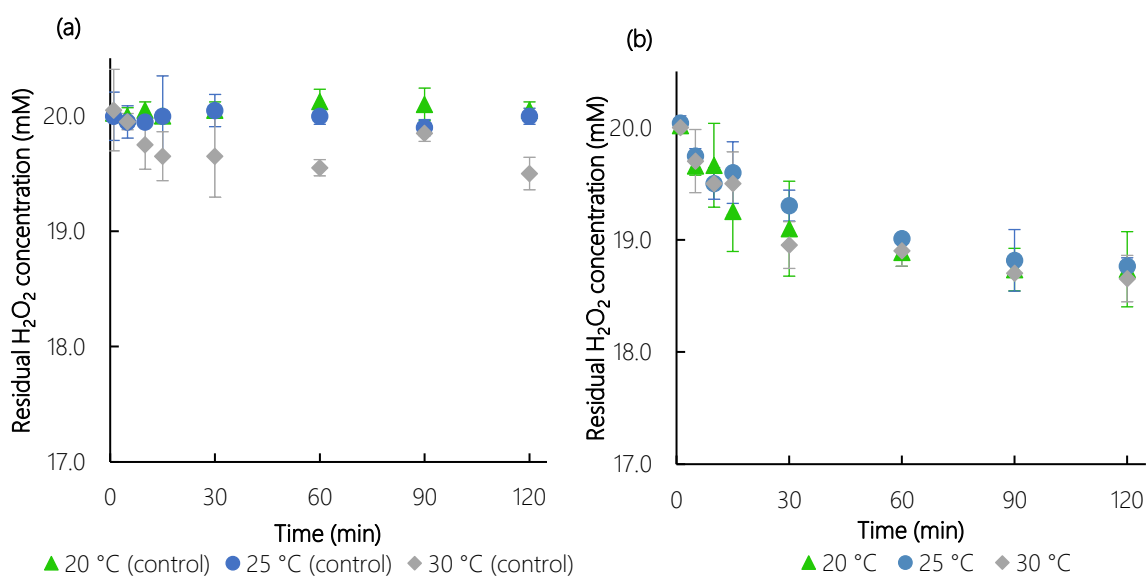 (a)
Residual H₂O₂ concentration (mM)
20.0
19.0
18.0
17.0
0 30 60 90 120
Time (min)
20 °C (control) 25 °C (control) 30 °C (control)
(b)
Residual H₂O₂ concentration (mM)
20.0
19.0
18.0
17.0
0 30 60 90 120
Time (min)
20 °C 25 °C 30 °C